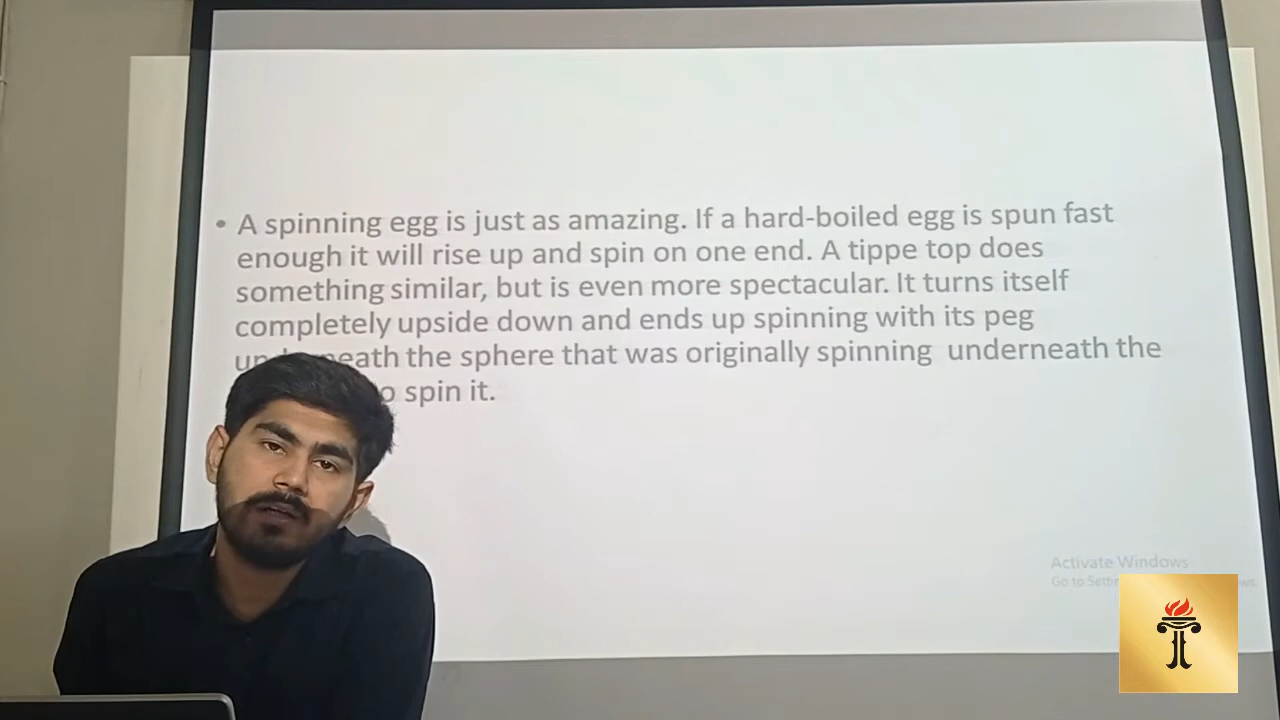 • A spinning egg is just as amazing. If a hard-boiled egg is spun fast
enough it will rise up and spin on one end. A tippe top does
something similar, but is even more spectacular. It turns itself
completely upside down and ends up spinning with its peg
underneath the sphere that was originally spinning underneath the
spin it.
Activate Windows
Go to